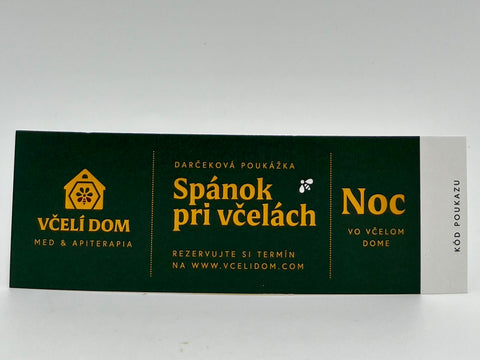 VČELÍ DOM
MED & APITERAPIA
DARČEKOVÁ POUKÁŽKA
Spánok
pri včelách
REZERVUJTE SI TERMÍN
NA WWW.VCELIDOM.COM
Noc
VO VČELOM
DOME
KÓD POUKAZU